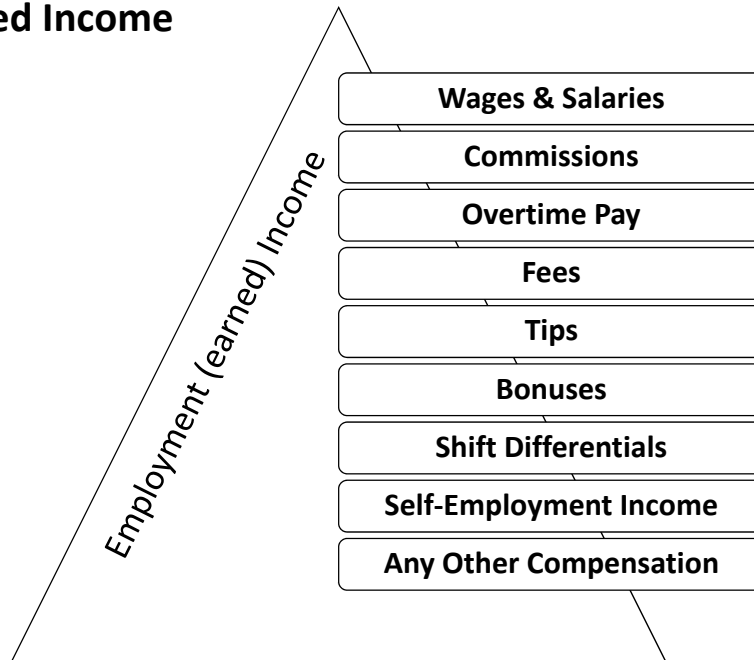 ed Income
Employment (earned) Income
Wages & Salaries
Commissions
Overtime Pay
Fees
Tips
Bonuses
Shift Differentials
Self-Employment Income
Any Other Compensation